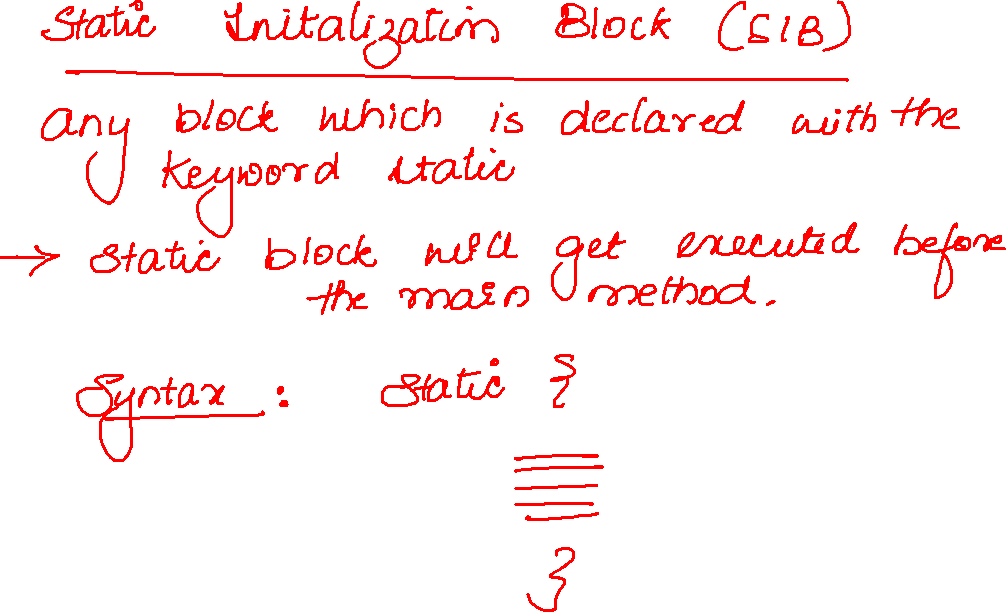 Static Initalization Block (SIB)
any block which is declared with the
keyword static
→ static block will get executed before
the main method.
Syntax : Static {
}